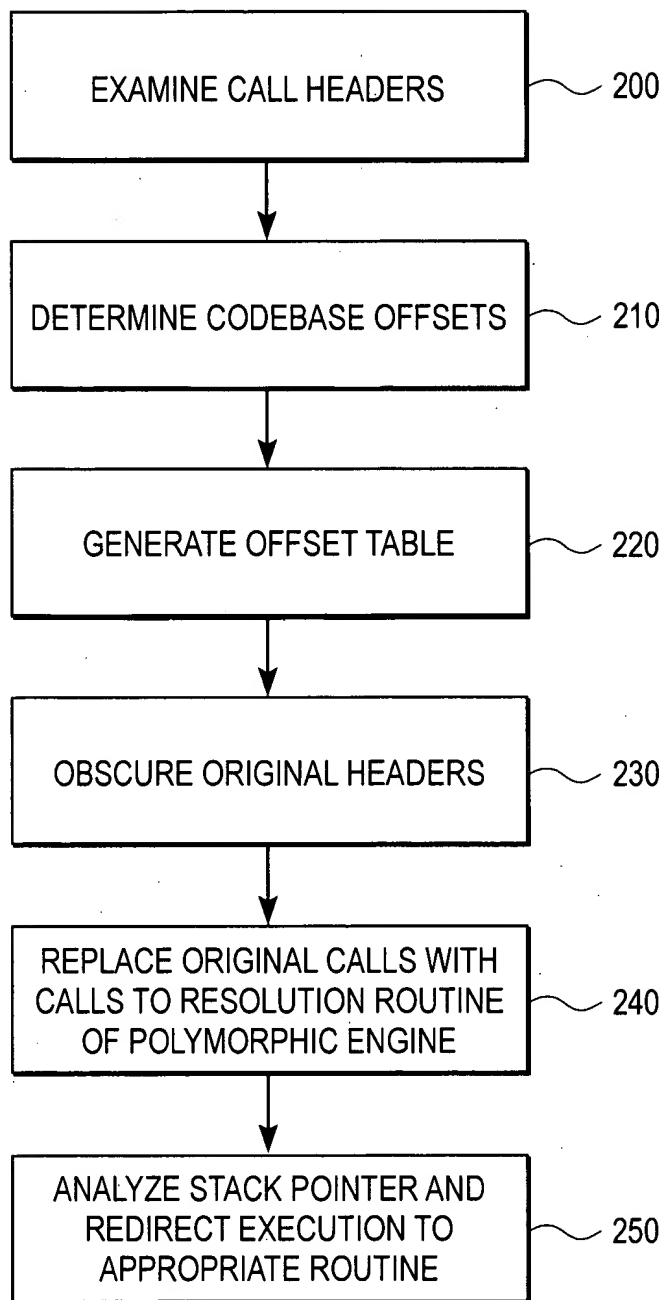 EXAMINE CALL HEADERS
200
DETERMINE CODEBASE OFFSETS
210
GENERATE OFFSET TABLE
220
OBSCURE ORIGINAL HEADERS
230
REPLACE ORIGINAL CALLS WITH
CALLS TO RESOLUTION ROUTINE
OF POLYMORPHIC ENGINE
240
ANALYZE STACK POINTER AND
REDIRECT EXECUTION TO
APPROPRIATE ROUTINE
250